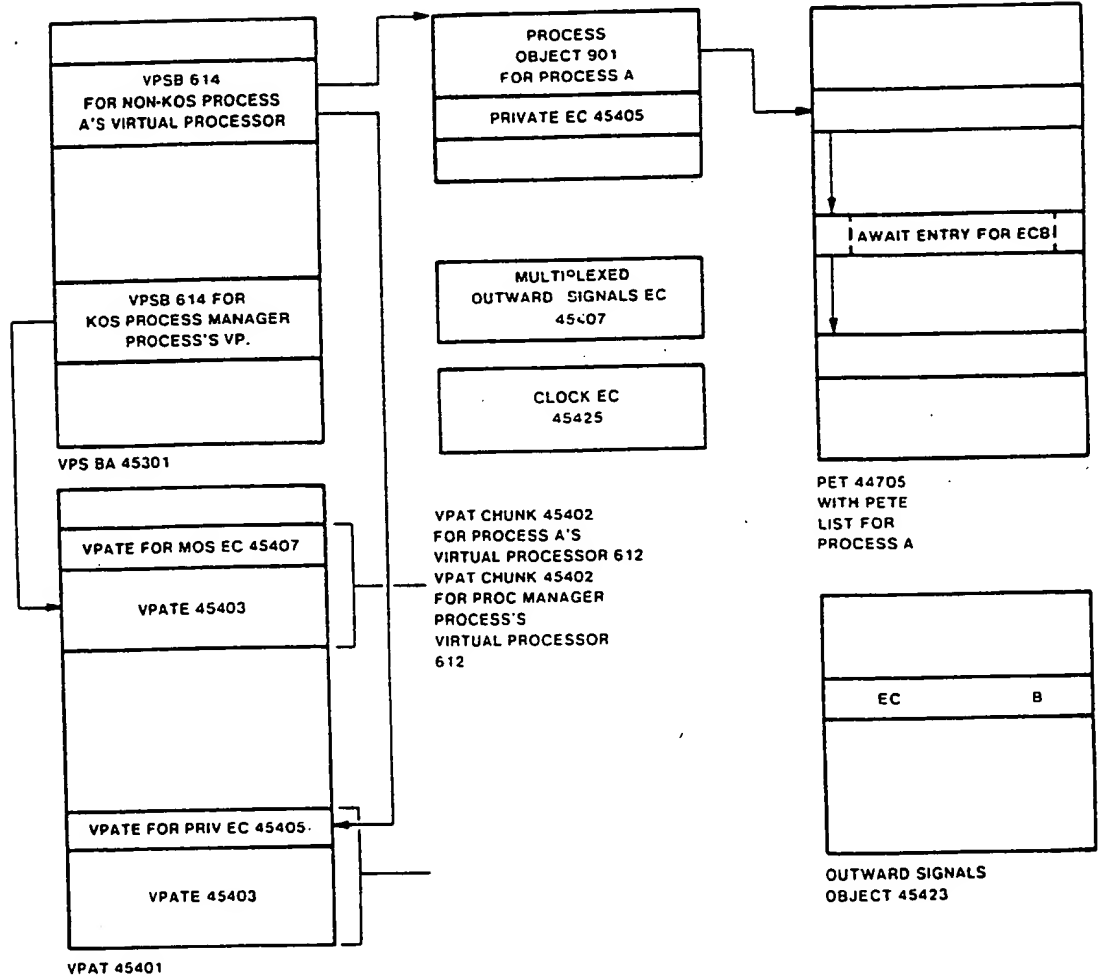 VPSB 614
FOR NON-KOS PROCESS
A'S VIRTUAL PROCESSOR
VPSB 614 FOR
KOS PROCESS MANAGER
PROCESS'S VP.
VPS BA 45301
PROCESS
OBJECT 901
FOR PROCESS A
PRIVATE EC 45405
MULTIPLEXED
OUTWARD SIGNALS EC
45407
CLOCK EC
45425
AWAIT ENTRY FOR ECB
PET 44705
WITH PETE
LIST FOR
PROCESS A
VPATE FOR MOS EC 45407
VPATE 45403
VPATE FOR PRIV EC 45405
VPATE 45403
VPAT 45401
VPAT CHUNK 45402
FOR PROCESS A'S
VIRTUAL PROCESSOR 612
VPAT CHUNK 45402
FOR PROC MANAGER
PROCESS'S
VIRTUAL PROCESSOR
612
EC B
OUTWARD SIGNALS
OBJECT 45423